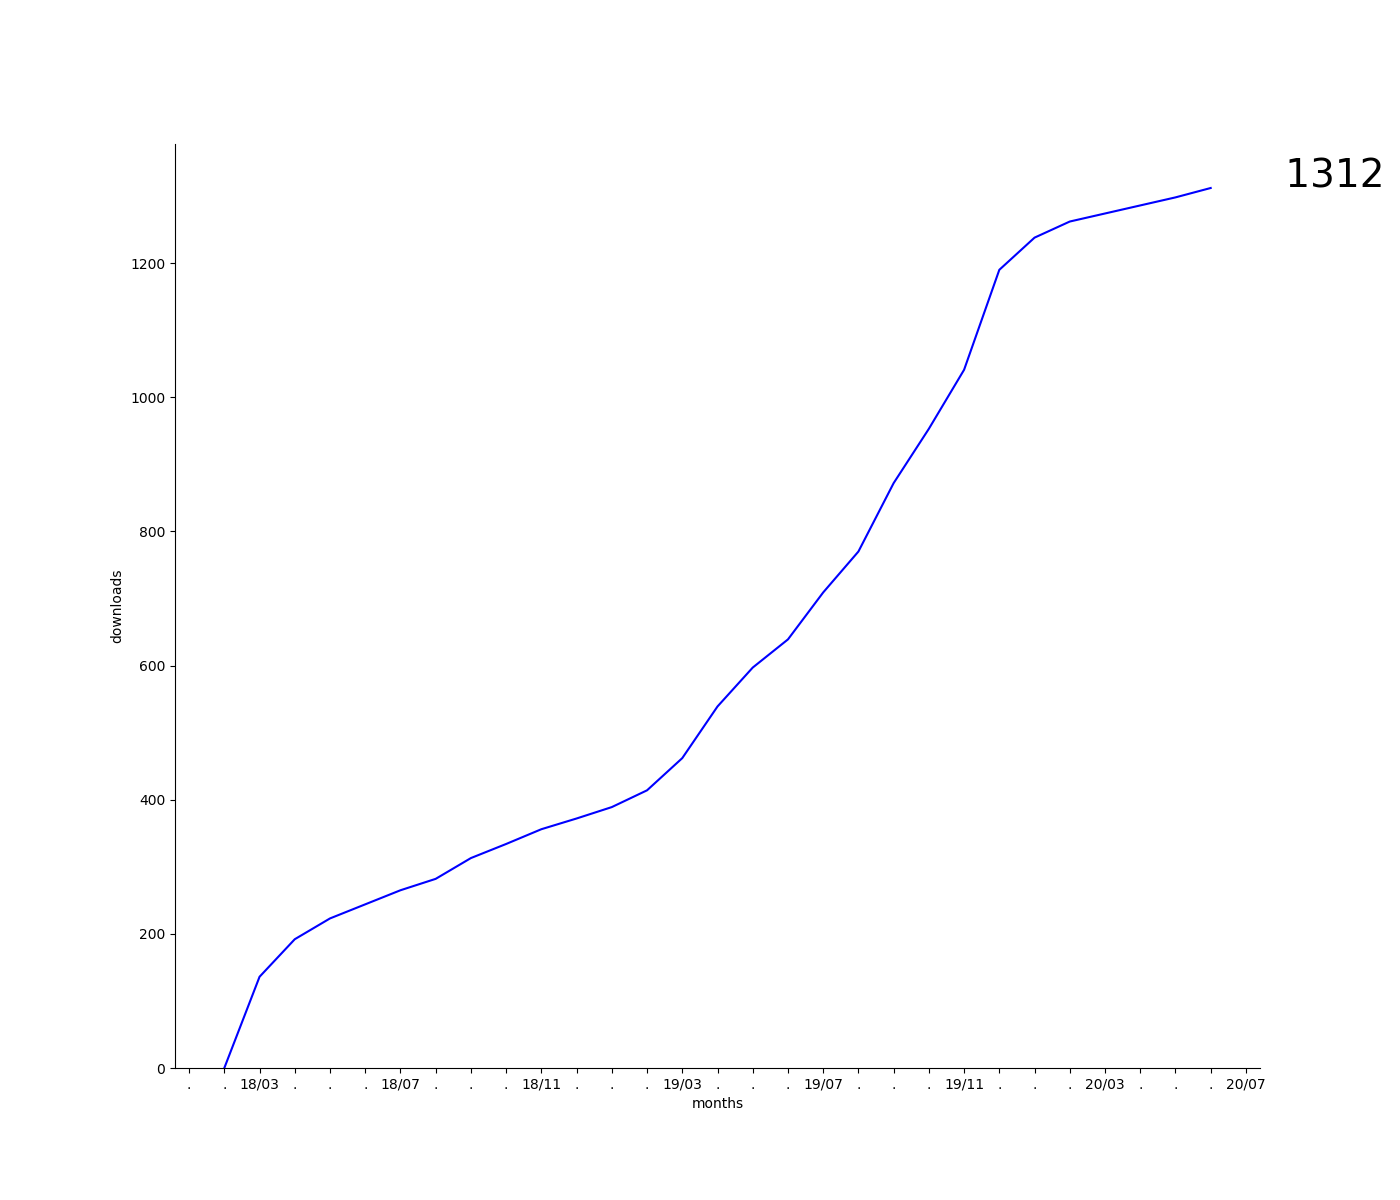 1312
1200
1000
800
600
400
200
0
downloads
. . 18/03 . . . 18/07 . . . 18/11 . . . 19/03 . . . 19/07 . . . 19/11 . . . 20/03 . . . 20/07
months